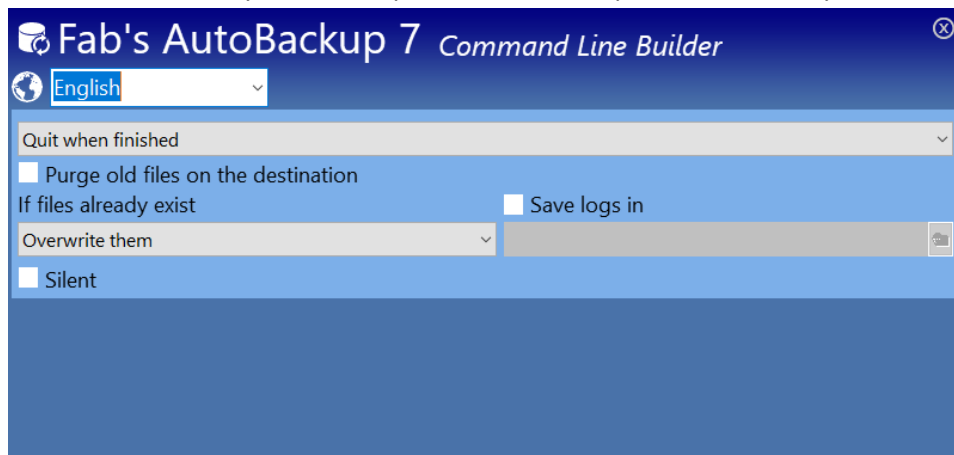 Fab's AutoBackup 7 Command Line Builder
English
Quit when finished
Purge old files on the destination
If files already exist
Save logs in
Overwrite them
Silent